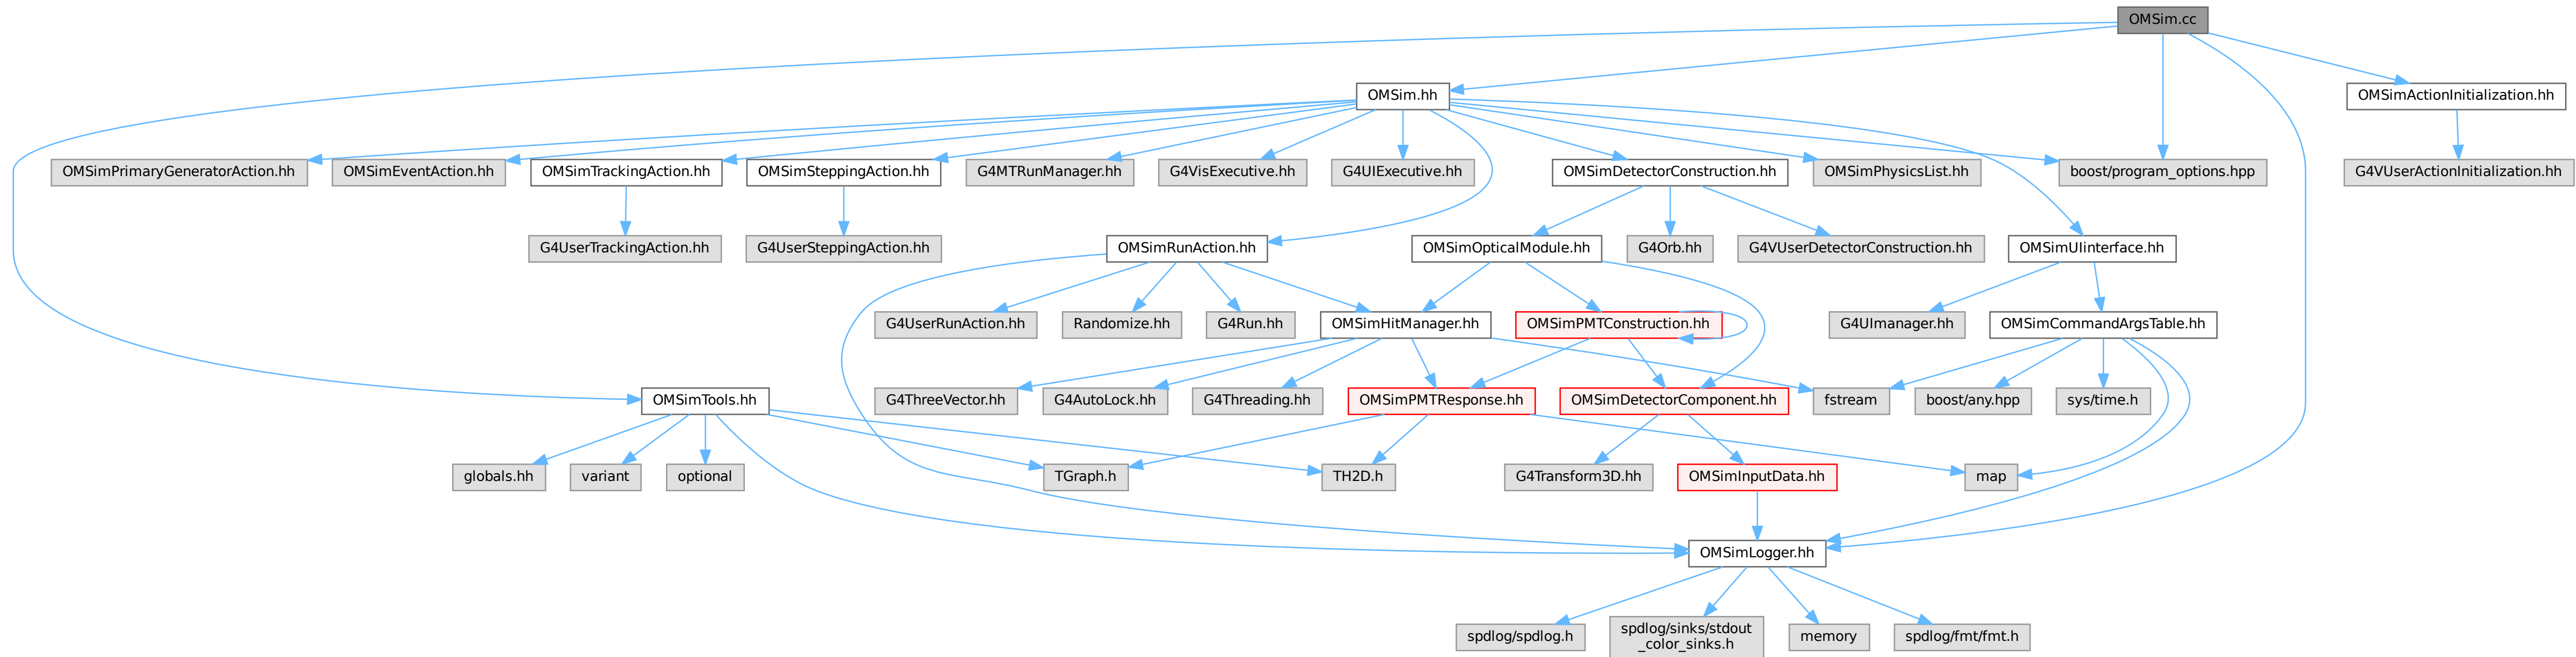 OMSim.cc
OMSim.hh
OMSimActionInitialization.hh
OMSimPrimaryGeneratorAction.hh
OMSimEventAction.hh
OMSimTrackingAction.hh
OMSimSteppingAction.hh
G4MTRunManager.hh
G4VisExecutive.hh
G4UIExecutive.hh
OMSimDetectorConstruction.hh
OMSimPhysicsList.hh
boost/program_options.hpp
G4VUserActionInitialization.hh
G4UserTrackingAction.hh
G4UserSteppingAction.hh
OMSimRunAction.hh
OMSimOpticalModule.hh
G4Orb.hh
G4VUserDetectorConstruction.hh
OMSimUIinterface.hh
G4UserRunAction.hh
Randomize.hh
G4Run.hh
OMSimHitManager.hh
OMSimPMTConstruction.hh
G4UImanager.hh
OMSimCommandArgsTable.hh
OMSimTools.hh
G4ThreeVector.hh
G4AutoLock.hh
G4Threading.hh
OMSimPMTResponse.hh
OMSimDetectorComponent.hh
fstream
boost/any.hpp
sys/time.h
globals.hh
variant
optional
TGraph.h
TH2D.h
G4Transform3D.hh
OMSimInputData.hh
map
OMSimLogger.hh
spdlog/spdlog.h
spdlog/sinks/stdout
_color_sinks.h
memory
spdlog/fmt/fmt.h